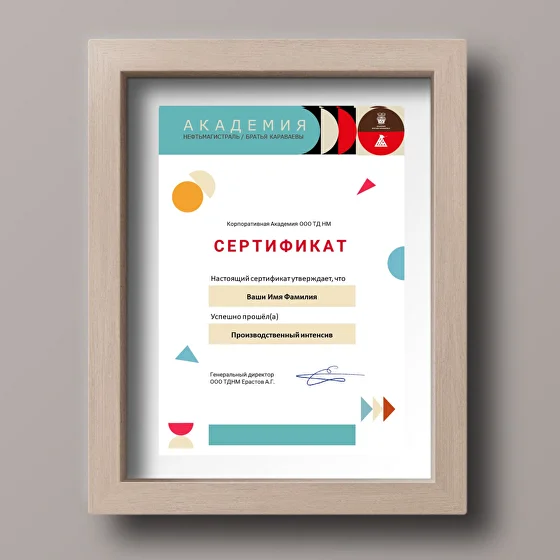 АКАДЕМИЯ
НЕФТЬМАГИСТРАЛЬ / БРАТЬЯ КАРАВАЕВЫ
Корпоративная Академия ООО ТД НМ
СЕРТИФИКАТ
Настоящий сертификат утверждает, что
Ваши Имя Фамилия
Успешно прошёл(а)
Производственный интенсив
Генеральный директор
ООО ТДНМ Ерастов А.Г.